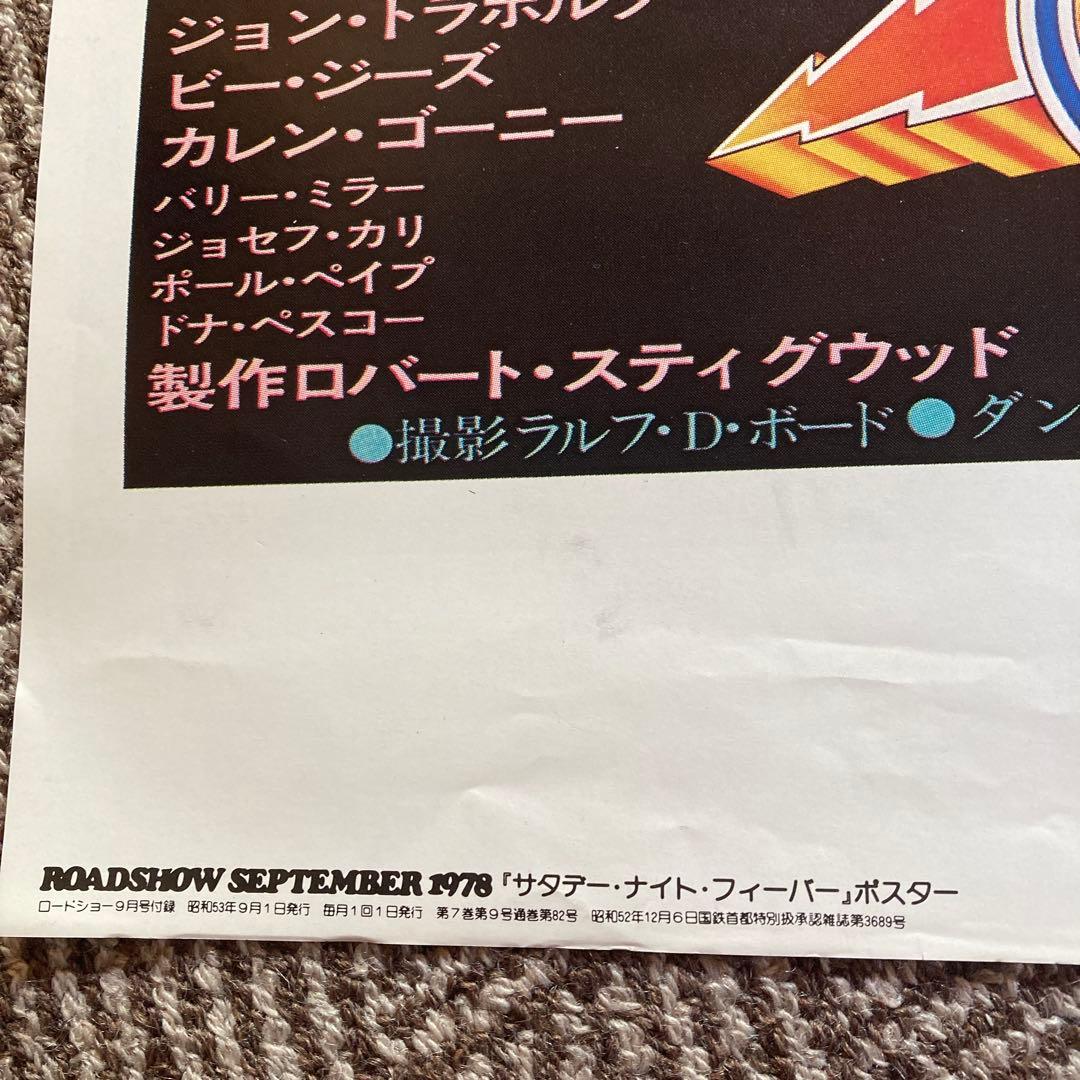 ジョン・トラボルタ
ビー・ジーズ
カレン・ゴーニー
バリー・ミラー
ジョセフ・カリ
ポール・ペイプ
ドナ・ペスコー
製作ロバート・スティグウッド
●撮影ラルフ・D・ボード●ダン
ROADSHOW SEPTEMBER 1978『サタデー・ナイト・フィーバー』ポスター
ロードショー9月号付録 昭和53年9月1日発行 毎月1回1日発行 第7巻第9号通巻第82号 昭和52年12月6日国鉄首都特別扱承認雑誌第3689号